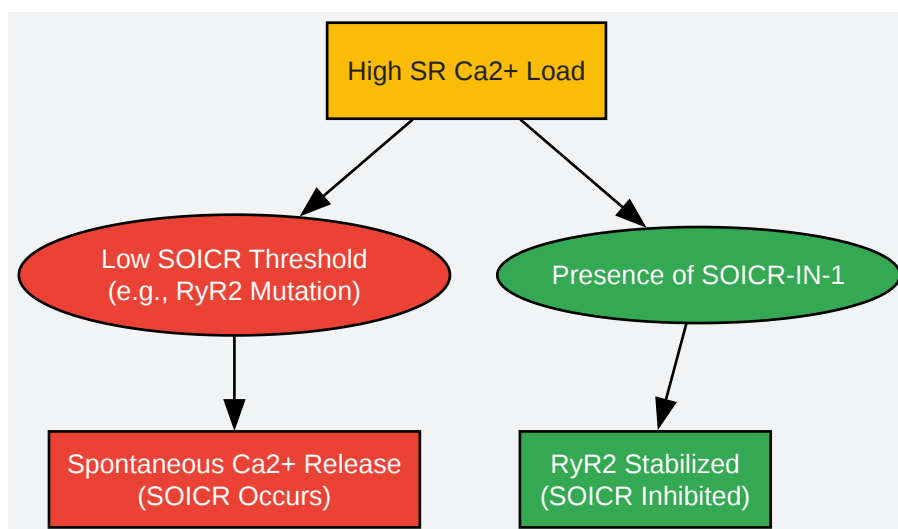 High SR Ca2+ Load
Low SOICR Threshold
(e.g., RyR2 Mutation)
Presence of SOICR-IN-1
Spontaneous Ca2+ Release
(SOICR Occurs)
RyR2 Stabilized
(SOICR Inhibited)